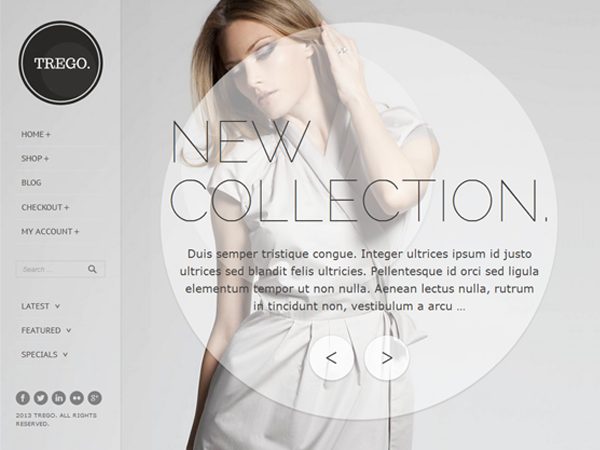 TREGO.
HOME+
SHOP+
BLOG
CHECKOUT+
MY ACCOUNT+
Search ...
LATEST
FEATURED
SPECIALS
2013 TREGO. ALL RIGHTS
RESERVED.
NEW
COLLECTION.
Duis semper tristique congue. Integer ultrices ipsum id justo
ultrices sed blandit felis ultricies. Pellentesque id orci sed ligula
elementum tempor ut non nulla. Aenean lectus nulla, rutrum
in tincidunt non, vestibulum a arcu ...
< >